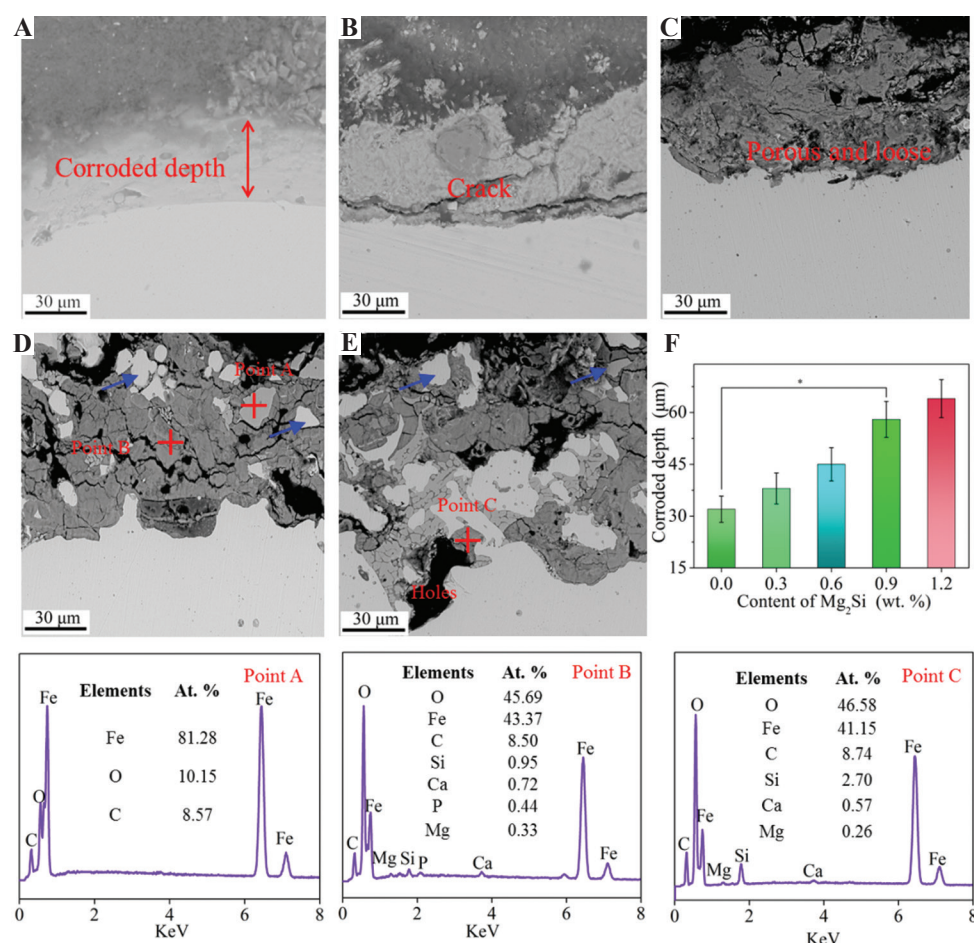 A
B
C
Corroded depth
Crack
Porous and loose
30 μm
30 μm
30 μm
D
E
F
Point A
Point B
Point C
Holes
30 μm
30 μm
*
Corroded depth (μm)
60
45
30
15
0.0 0.3 0.6 0.9 1.2
Content of Mg₂Si (wt. %)
Point A
Elements At. %
Fe 81.28
O 10.15
C 8.57
Fe
O
C
Fe
Fe
0 2 4 6 8
KeV
Point B
Elements At. %
O 45.69
Fe 43.37
C 8.50
Si 0.95
Ca 0.72
P 0.44
Mg 0.33
O
Fe
C
Mg Si P
Ca
Fe
Fe
0 2 4 6 8
KeV
Point C
Elements At. %
O 46.58
Fe 41.15
C 8.74
Si 2.70
Ca 0.57
Mg 0.26
O
Fe
C
Mg
Si
Ca
Fe
Fe
0 2 4 6 8
KeV